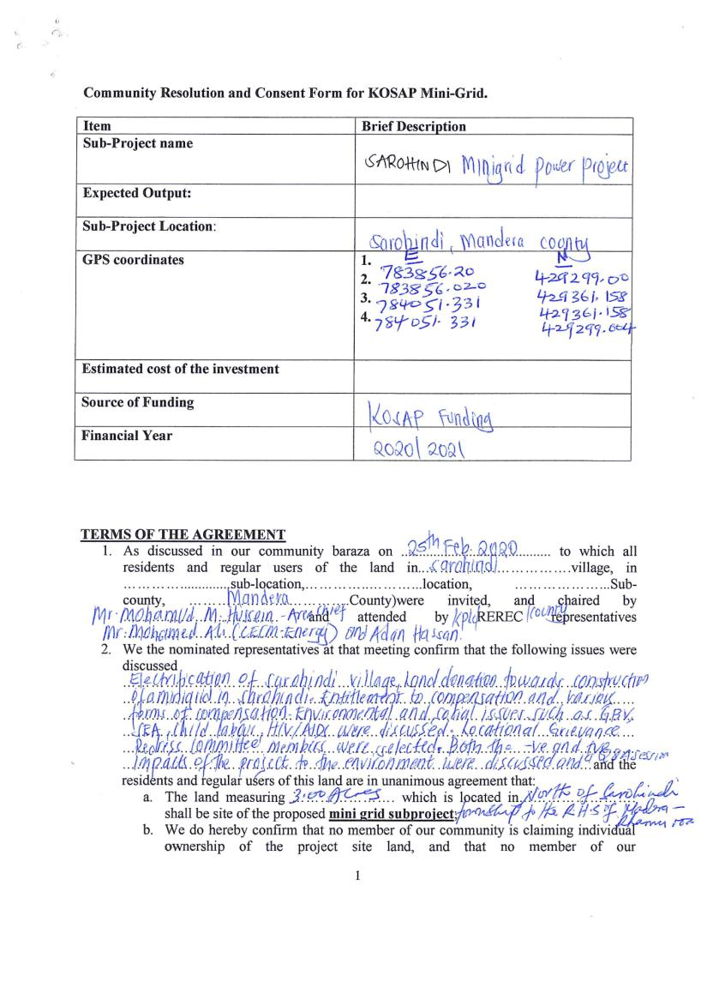 Community Resolution and Consent Form for KOSAP Mini-Grid.
Item Brief Description
Sub-Project name SAROHINDI Minigrid Power Project
Expected Output:
Sub-Project Location: Sarohindi, Mandera county
GPS coordinates E N
1. 783856.20 429299.00
2. 783856.020 429361.158
3. 784051.331 429361.158
4. 784051.331 429299.004
Estimated cost of the investment
Source of Funding KOSAP Funding
Financial Year 2020/2021
TERMS OF THE AGREEMENT
1. As discussed in our community baraza on ..25th Feb. 2020.......... to which all
residents and regular users of the land in...Sarohindi................village, in
.....................sub-location,........................location, ......................Sub-
county, ........Mandera............County)were invited, and chaired by
Mr. Mohamud M. Hussein - Area chief and attended by kplc REREC /county representatives
Mr. Mohamed Ali (CECM-Energy) and Adan Hassan.
2. We the nominated representatives at that meeting confirm that the following issues were
discussed
Electrification of Sarohindi village, Land donation towards construction
of a minigrid in Sarohindi. Entitlement to compensation and various
forms of compensation. Environmental and social issues such as GBV,
SEA, Child labour, HIV/AIDs were discussed. Locational Grievance
Redress Committee members were selected. Both the -ve and +ve
impacts of the project to the environment were discussed and a Q&A session and the
residents and regular users of this land are in unanimous agreement that:
a. The land measuring 3.00 Acres.... which is located in North of Sarohindi
shall be site of the proposed mini grid subproject. township to the RHS of Madera -
Rhamu road
b. We do hereby confirm that no member of our community is claiming individual
ownership of the project site land, and that no member of our
1